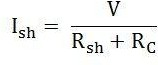 I_sh = V / (R_sh + R_C)